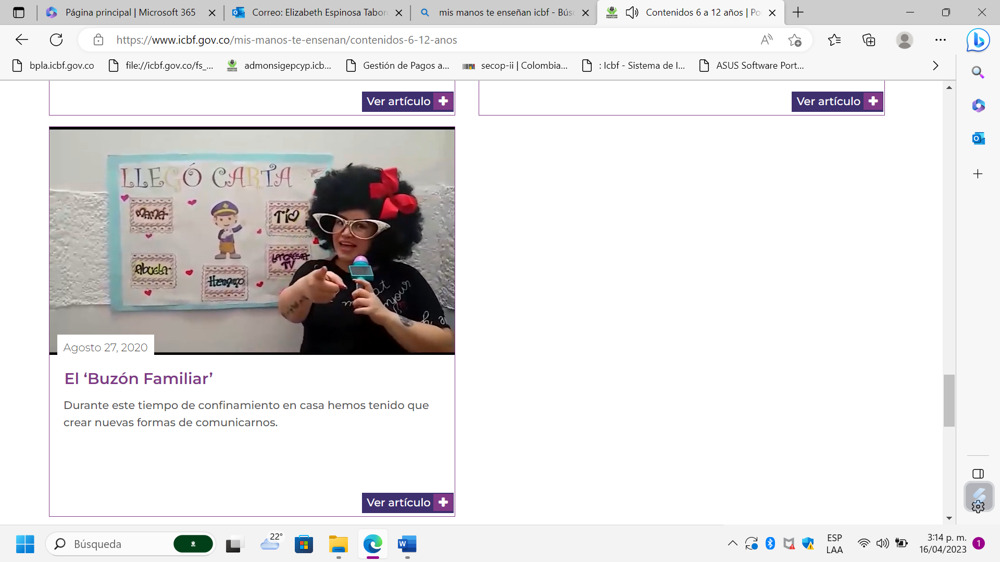 Página principal | Microsoft 365
Correo: Elizabeth Espinosa Tabor
mis manos te enseñan icbf - Bús
Contenidos 6 a 12 años | Po
https://www.icbf.gov.co/mis-manos-te-ensenan/contenidos-6-12-anos
bpla.icbf.gov.co
file://icbf.gov.co/fs_...
admonsigepcyp.icb...
Gestión de Pagos a...
secop-ii | Colombia...
: Icbf - Sistema de I...
ASUS Software Port...
Ver artículo
Ver artículo
LLEGÓ CARTA
Mamá
Tío
Abuela
Hermano
TV
Agosto 27, 2020
El ‘Buzón Familiar’
Durante este tiempo de confinamiento en casa hemos tenido que
crear nuevas formas de comunicarnos.
Ver artículo
Búsqueda
22°
ESP
LAA
3:14 p. m.
16/04/2023
1